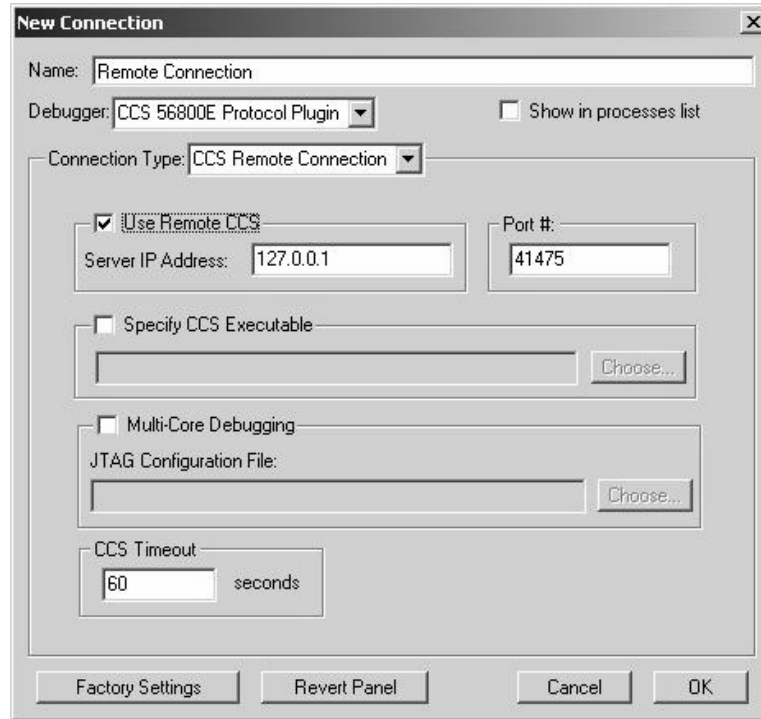 New Connection
Name: Remote Connection
Debugger: CCS 56800E Protocol Plugin Show in processes list
Connection Type: CCS Remote Connection
Use Remote CCS Port #:
Server IP Address: 127.0.0.1 41475
Specify CCS Executable
Choose...
Multi-Core Debugging
JTAG Configuration File:
Choose...
CCS Timeout
60 seconds
Factory Settings Revert Panel Cancel OK